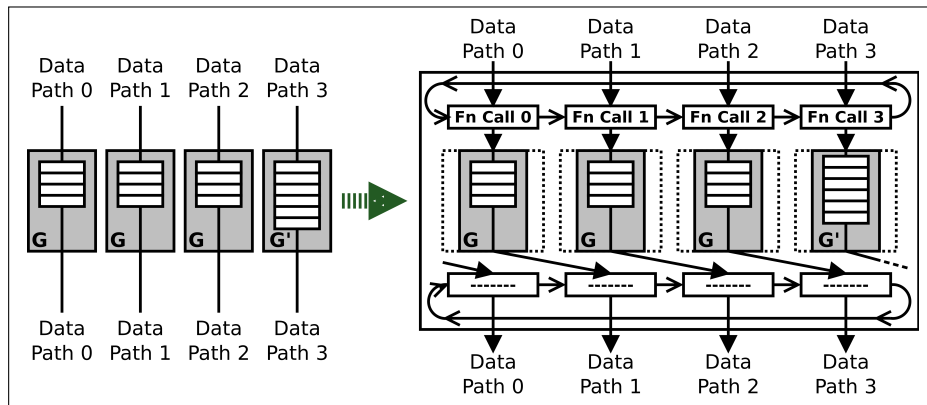 Data Path 0
Data Path 1
Data Path 2
Data Path 3
G
G
G
G'
Data Path 0
Data Path 1
Data Path 2
Data Path 3
Data Path 0
Data Path 1
Data Path 2
Data Path 3
Fn Call 0
Fn Call 1
Fn Call 2
Fn Call 3
G
G
G
G'
-------
-------
-------
-------
Data Path 0
Data Path 1
Data Path 2
Data Path 3